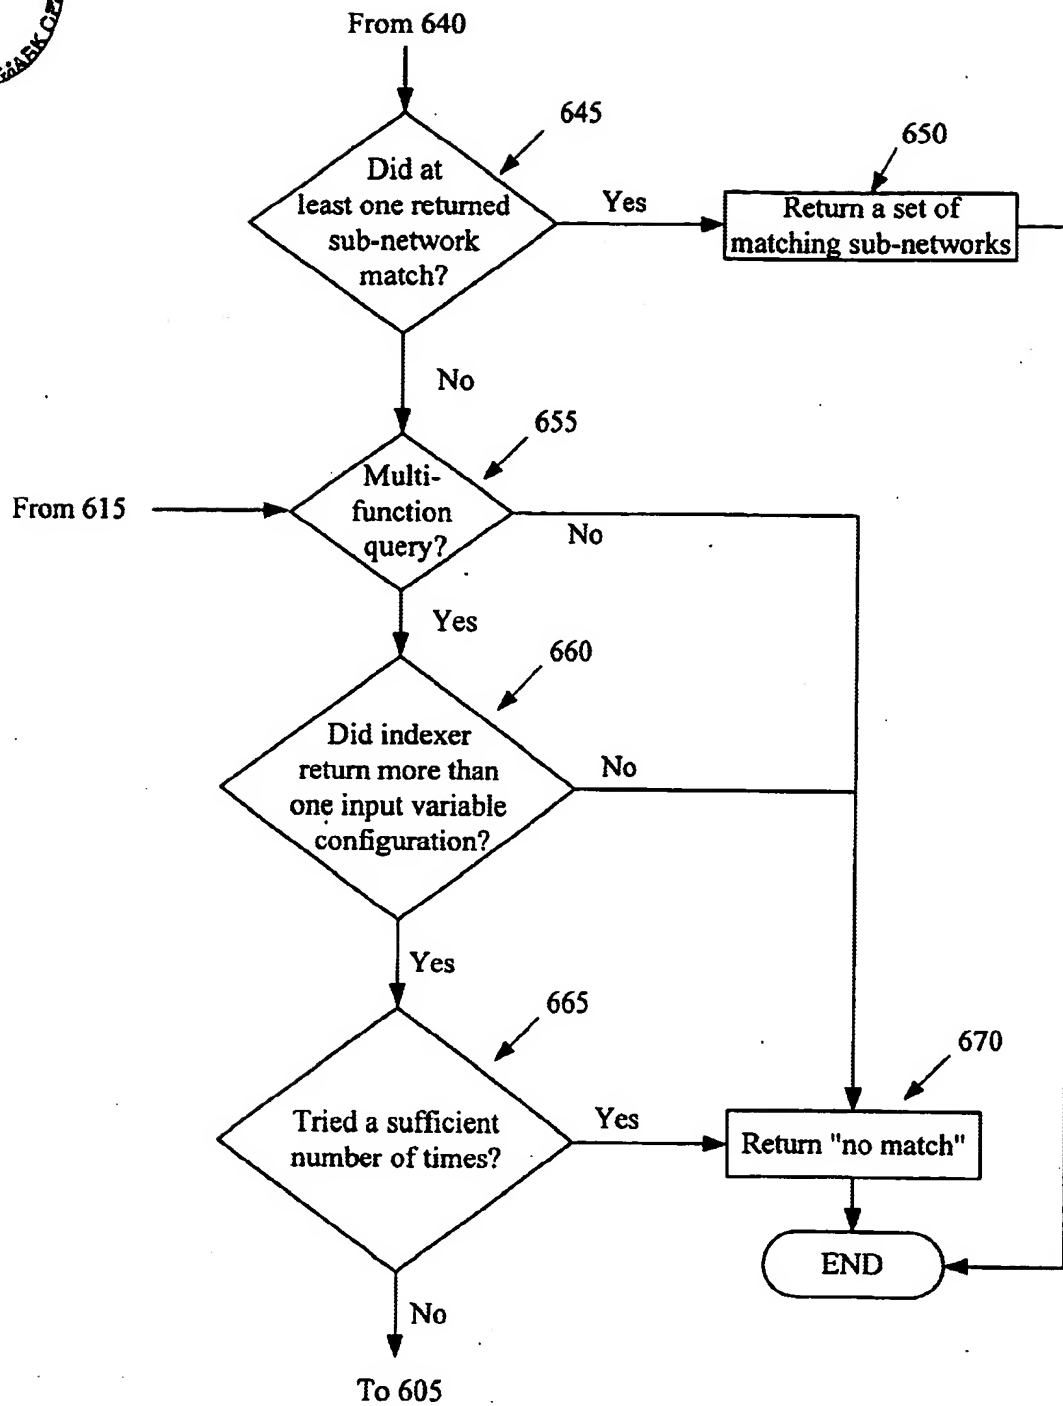 From 640
645
Did at
least one returned
sub-network
match?
Yes
650
Return a set of
matching sub-networks
No
655
From 615
Multi-
function
query?
No
Yes
660
Did indexer
return more than
one input variable
configuration?
No
Yes
665
Tried a sufficient
number of times?
Yes
670
Return "no match"
END
No
To 605